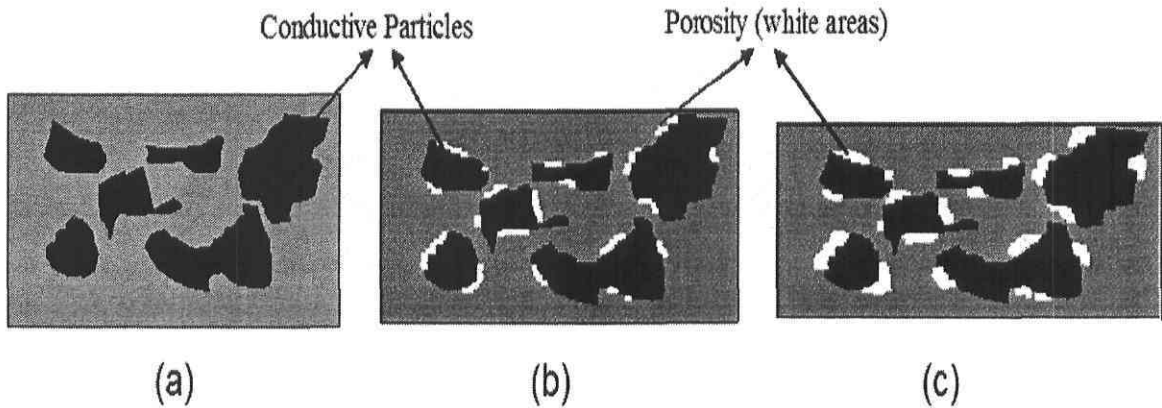 Conductive Particles
Porosity (white areas)
(a)
(b)
(c)